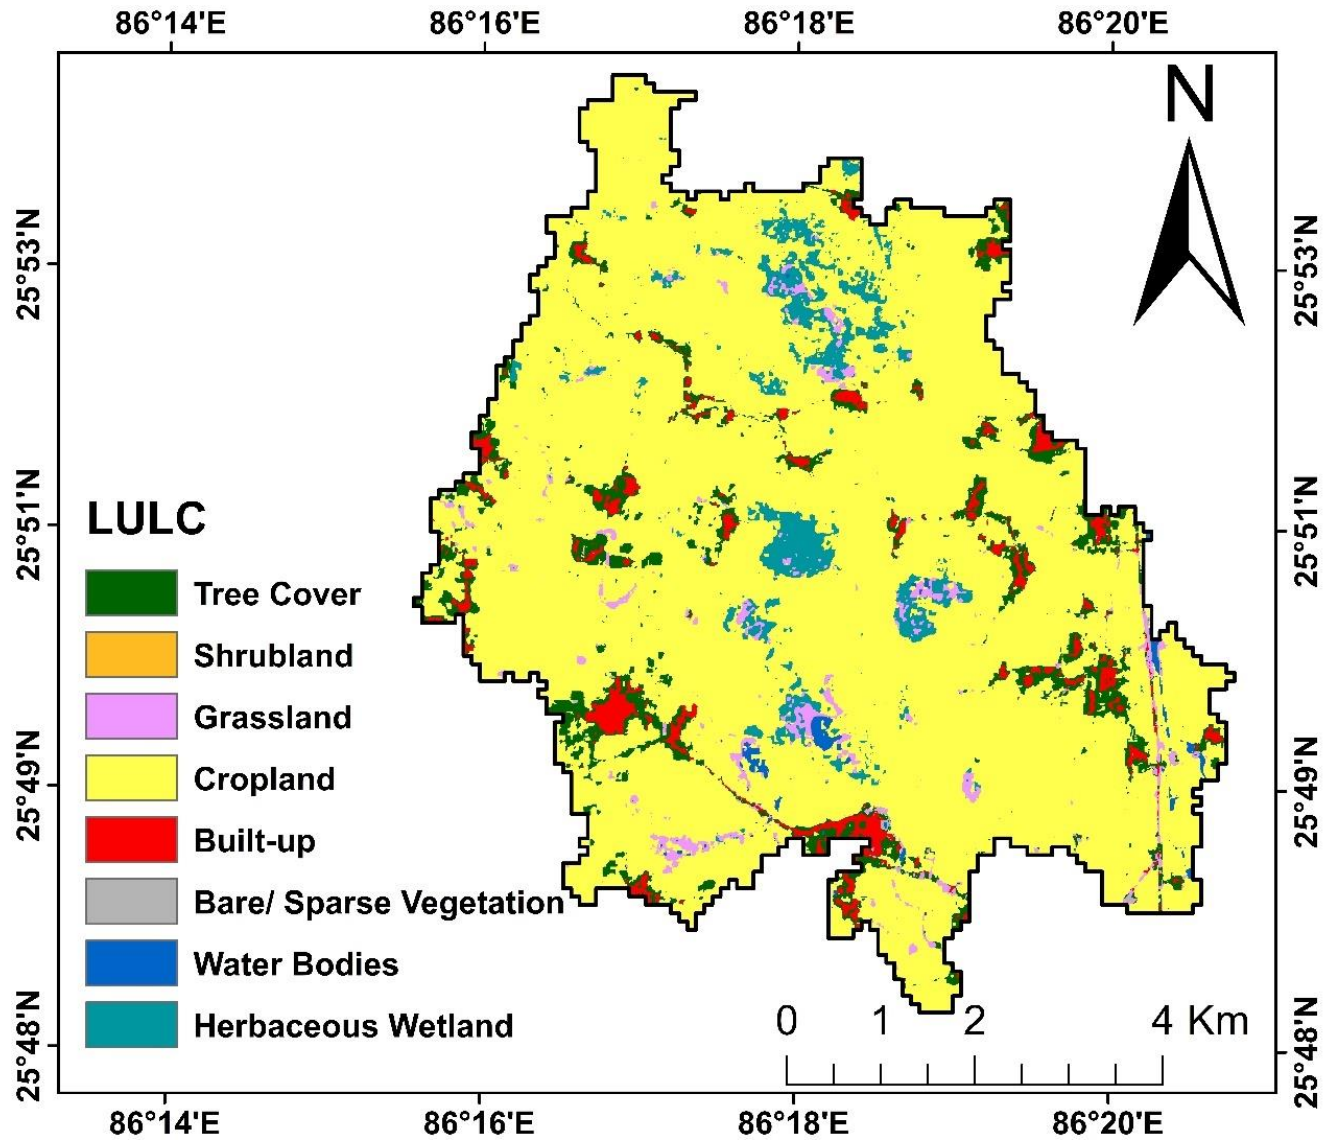 86°14'E 86°16'E 86°18'E 86°20'E
N
25°53'N 25°53'N
25°51'N 25°51'N
LULC
Tree Cover
Shrubland
Grassland
Cropland
25°49'N 25°49'N
Built-up
Bare/ Sparse Vegetation
Water Bodies
Herbaceous Wetland
0 1 2 4 Km
25°48'N 25°48'N
86°14'E 86°16'E 86°18'E 86°20'E